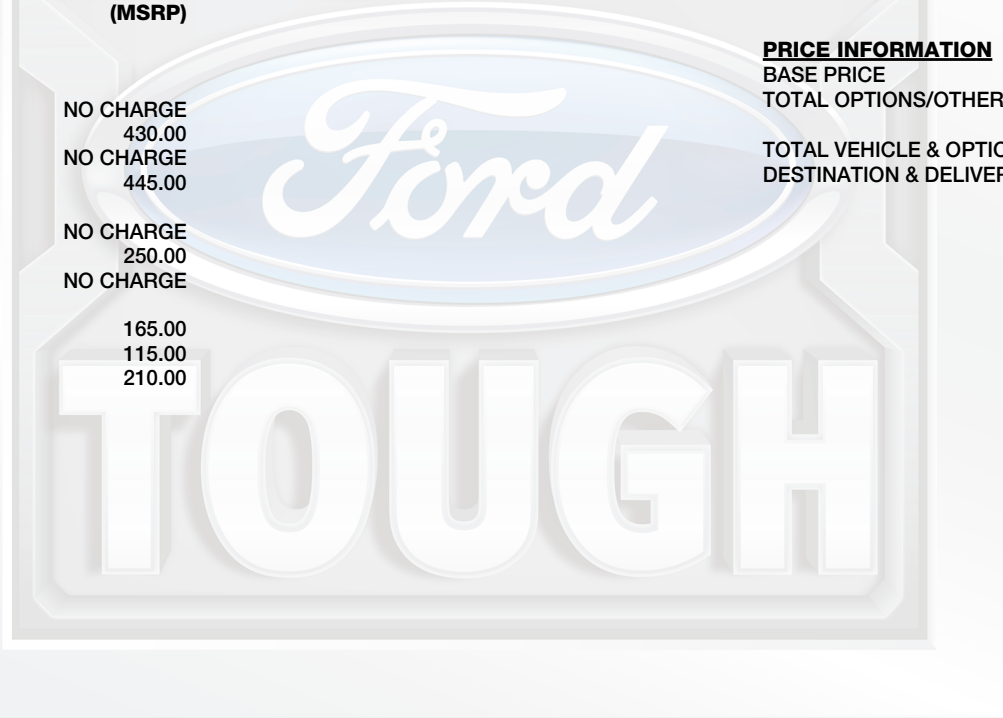 (MSRP)
NO CHARGE
430.00
NO CHARGE
445.00
NO CHARGE
250.00
NO CHARGE
165.00
115.00
210.00
PRICE INFORMATION
BASE PRICE
TOTAL OPTIONS/OTHER
TOTAL VEHICLE & OPTIO
DESTINATION & DELIVER
Ford
TOUGH